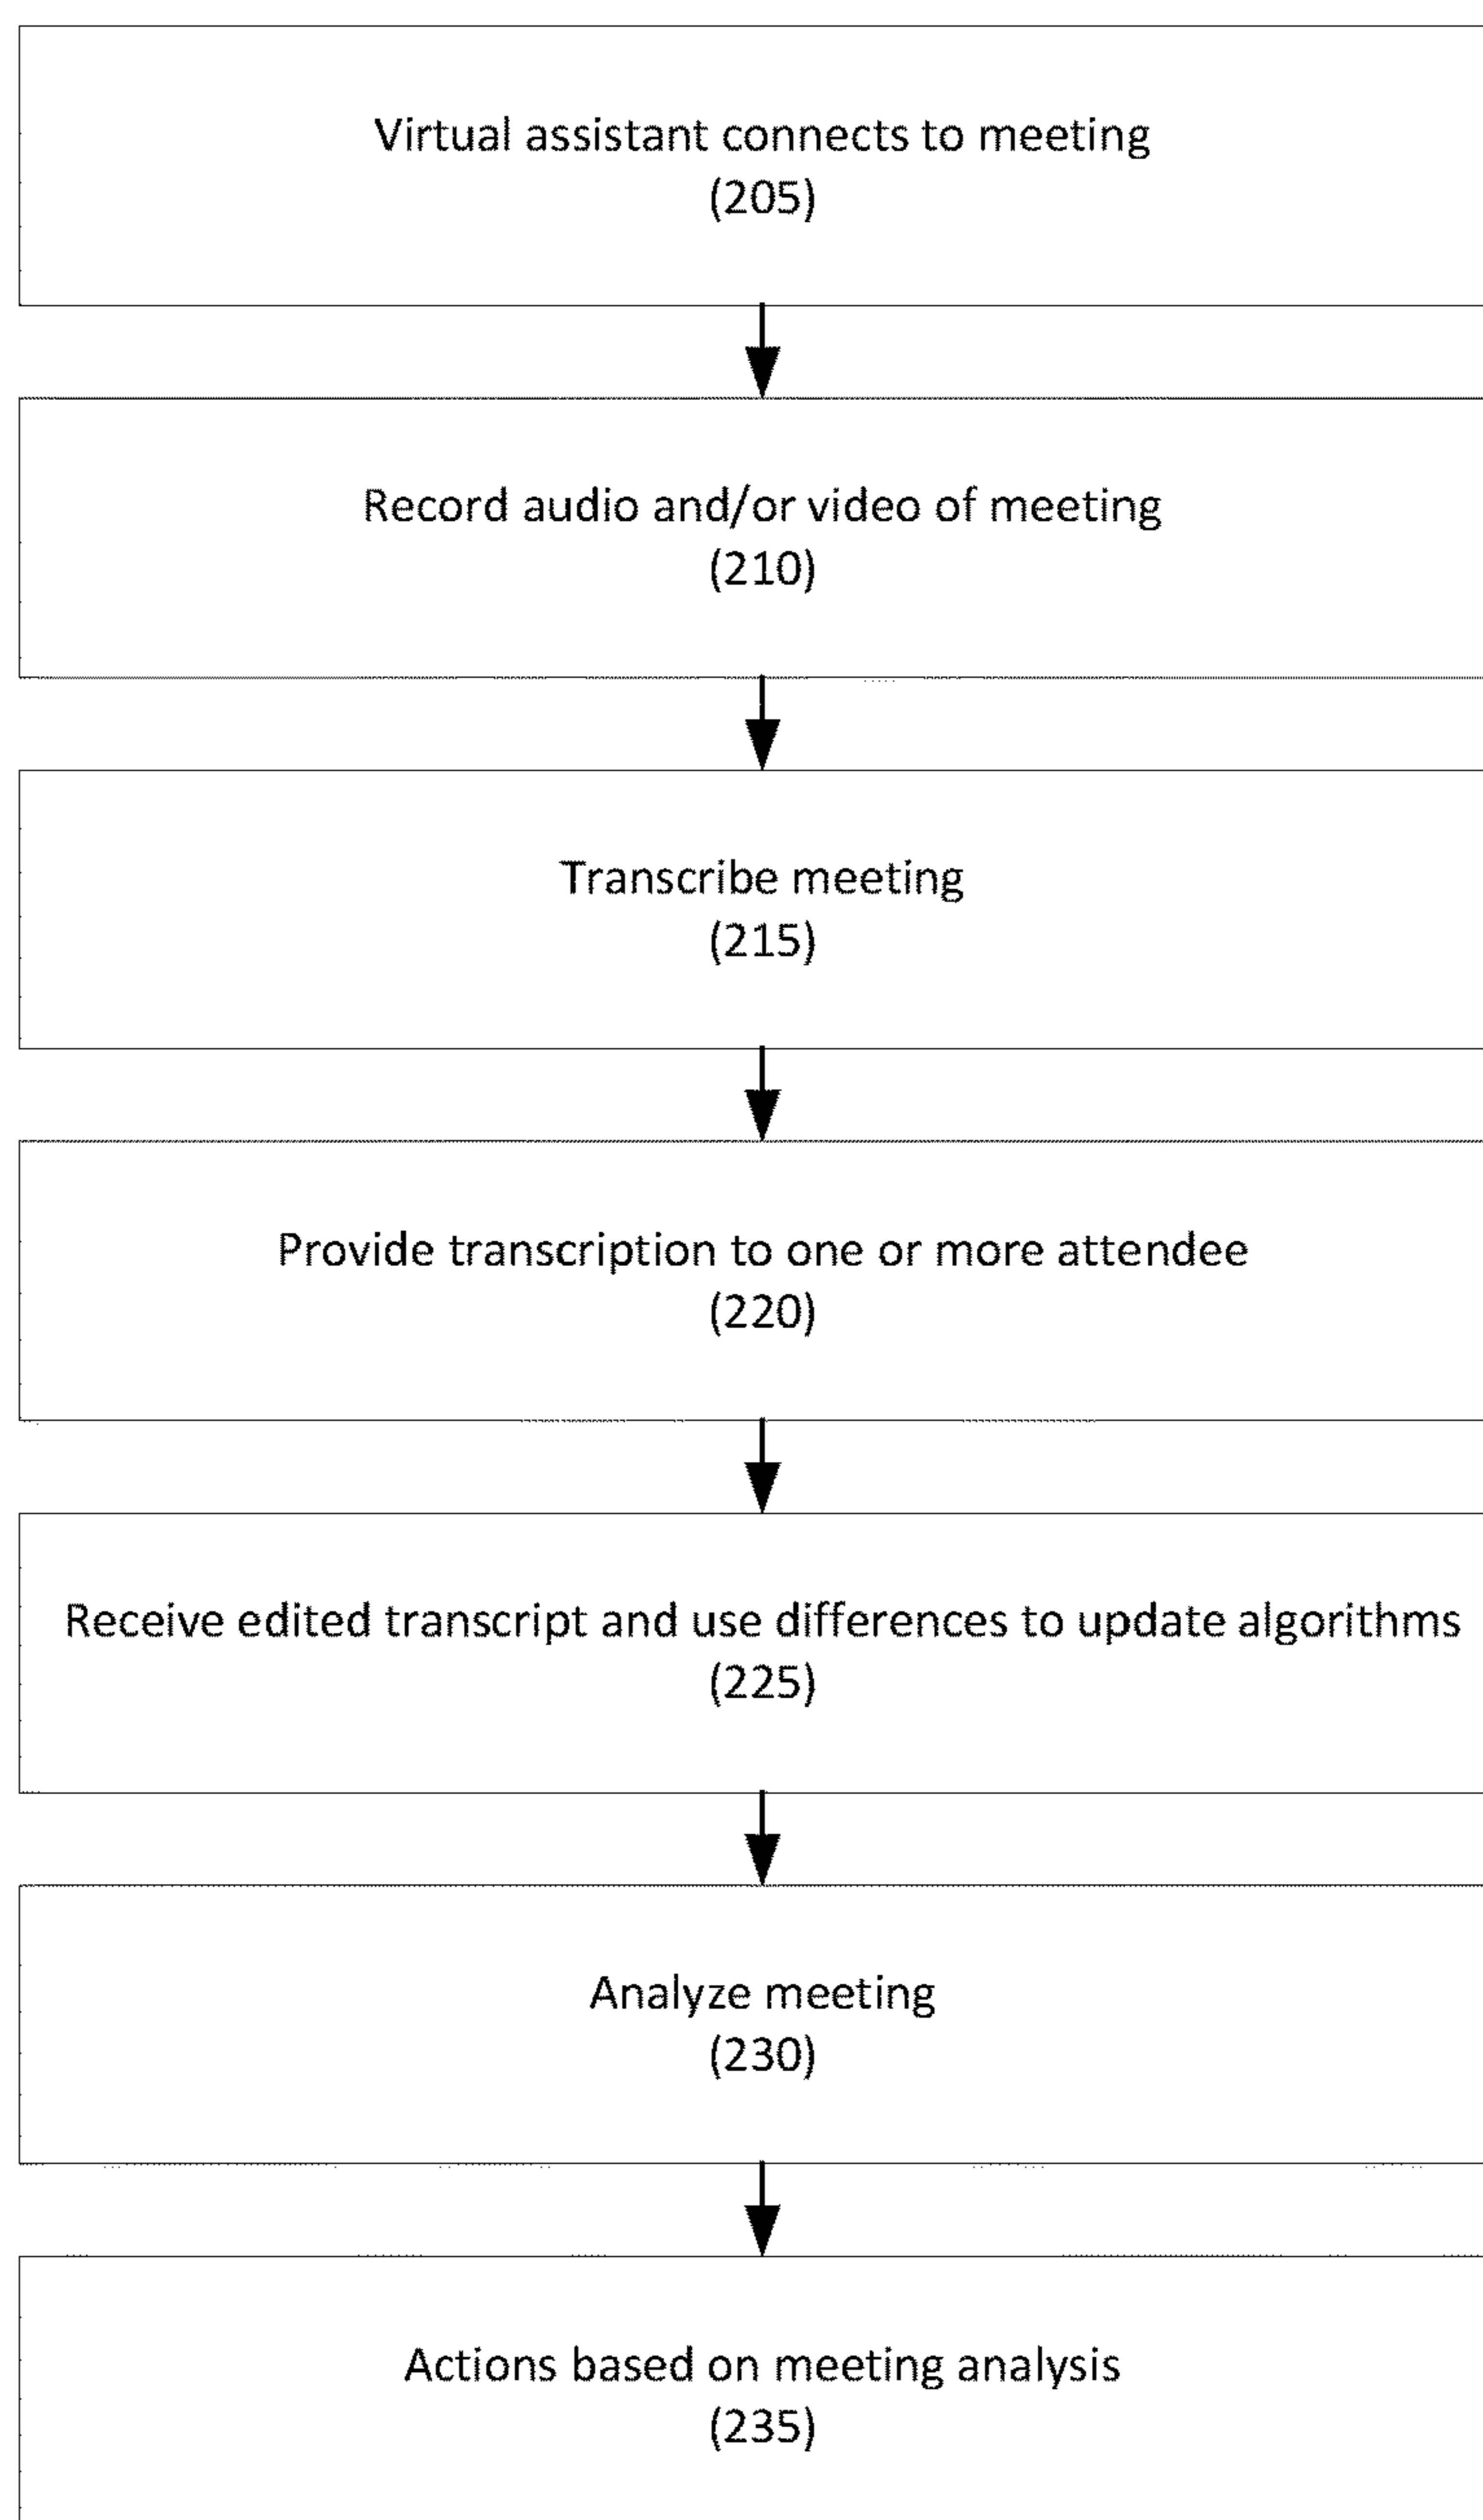 Virtual assistant connects to meeting
(205)
Record audio and/or video of meeting
(210)
Transcribe meeting
(215)
Provide transcription to one or more attendee
(220)
Receive edited transcript and use differences to update algorithms
(225)
Analyze meeting
(230)
Actions based on meeting analysis
(235)